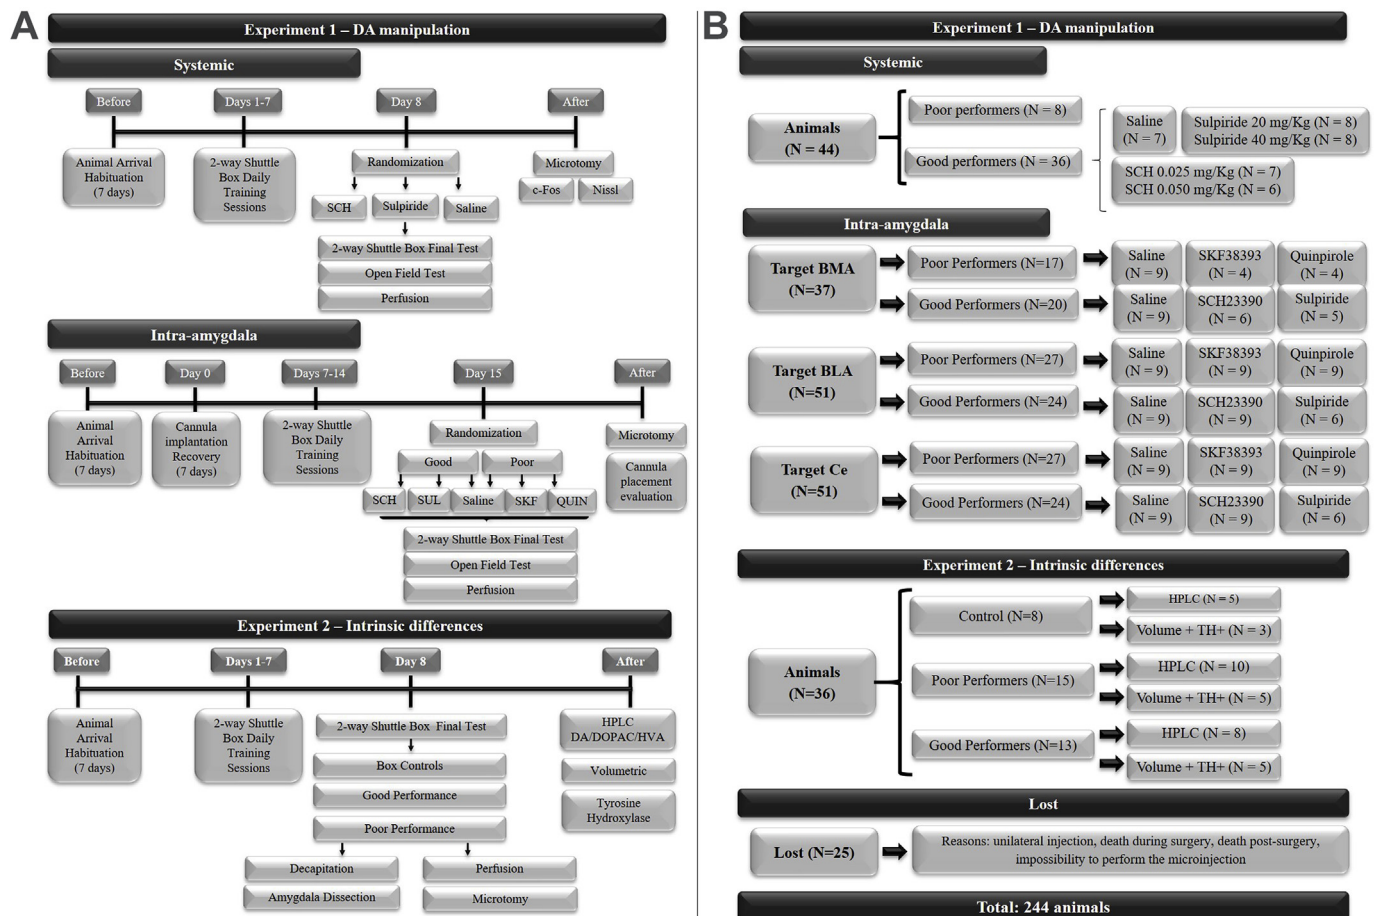 A
Experiment 1 – DA manipulation
Systemic
Before
Days 1-7
Day 8
After
Animal Arrival
Habituation
(7 days)
2-way Shuttle
Box Daily
Training
Sessions
Randomization
SCH
Sulpiride
Saline
2-way Shuttle Box Final Test
Open Field Test
Perfusion
Microtomy
c-Fos
Nissl
Intra-amygdala
Before
Day 0
Days 7-14
Day 15
After
Animal
Arrival
Habituation
(7 days)
Cannula
implantation
Recovery
(7 days)
2-way Shuttle
Box Daily
Training
Sessions
Randomization
Good
Poor
SCH
SUL
Saline
SKF
QUIN
2-way Shuttle Box Final Test
Open Field Test
Perfusion
Microtomy
Cannula
placement
evaluation
Experiment 2 – Intrinsic differences
Before
Days 1-7
Day 8
After
Animal
Arrival
Habituation
(7 days)
2-way Shuttle
Box Daily
Training
Sessions
2-way Shuttle Box Final Test
Box Controls
Good Performance
Poor Performance
Decapitation
Amygdala Dissection
Perfusion
Microtomy
HPLC
DA/DOPAC/HVA
Volumetric
Tyrosine
Hydroxylase
B
Experiment 1 – DA manipulation
Systemic
Animals
(N = 44)
Poor performers (N = 8)
Good performers (N = 36)
Saline
(N = 7)
Sulpiride 20 mg/Kg (N = 8)
Sulpiride 40 mg/Kg (N = 8)
SCH 0.025 mg/Kg (N = 7)
SCH 0.050 mg/Kg (N = 6)
Intra-amygdala
Target BMA
(N=37)
Poor Performers (N=17)
Saline
(N = 9)
SKF38393
(N = 4)
Quinpirole
(N = 4)
Good Performers (N=20)
Saline
(N = 9)
SCH23390
(N = 6)
Sulpiride
(N = 5)
Target BLA
(N=51)
Poor Performers (N=27)
Saline
(N = 9)
SKF38393
(N = 9)
Quinpirole
(N = 9)
Good Performers (N=24)
Saline
(N = 9)
SCH23390
(N = 9)
Sulpiride
(N = 6)
Target Ce
(N=51)
Poor Performers (N=27)
Saline
(N = 9)
SKF38393
(N = 9)
Quinpirole
(N = 9)
Good Performers (N=24)
Saline
(N = 9)
SCH23390
(N = 9)
Sulpiride
(N = 6)
Experiment 2 – Intrinsic differences
Animals
(N=36)
Control (N=8)
HPLC (N = 5)
Volume + TH+ (N = 3)
Poor Performers (N=15)
HPLC (N = 10)
Volume + TH+ (N = 5)
Good Performers (N=13)
HPLC (N = 8)
Volume + TH+ (N = 5)
Lost
Lost (N=25)
Reasons: unilateral injection, death during surgery, death post-surgery,
impossibility to perform the microinjection
Total: 244 animals